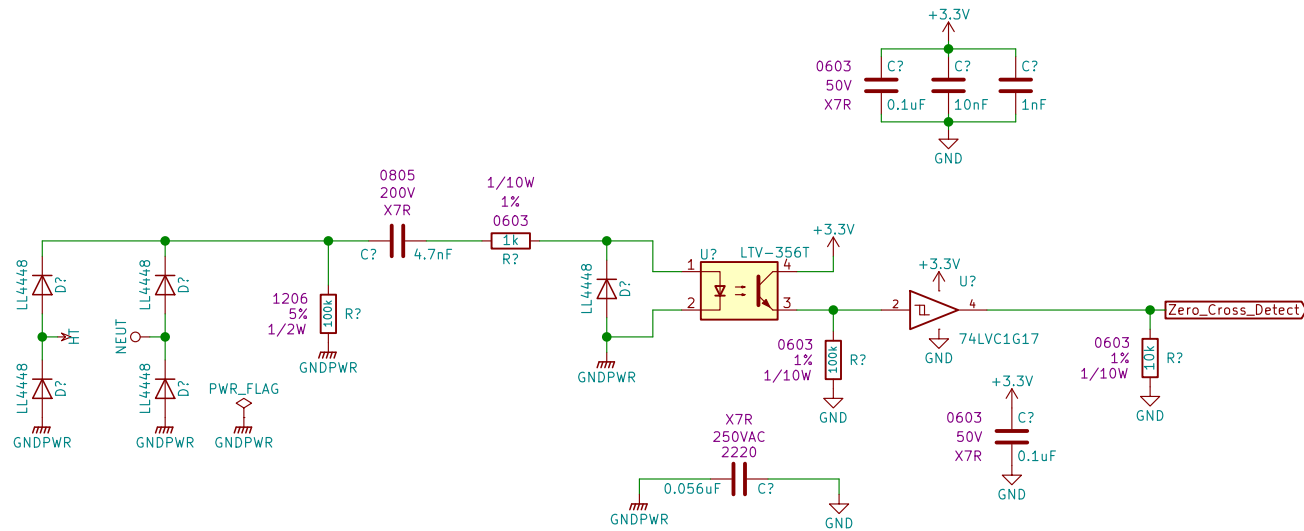 +3.3V
0603
50V
X7R
C?
0.1uF
C?
10nF
C?
1nF
GND
0805
200V
X7R
C?
4.7nF
1/10W
1%
0603
1k
R?
LL4448
D?
LL4448
D?
HT
NEUT
LL4448
D?
LL4448
D?
GNDPWR
GNDPWR
PWR_FLAG
GNDPWR
1206
5%
1/2W
100k
R?
GNDPWR
LL4448
D?
GNDPWR
U?
LTV-356T
1
2
4
3
+3.3V
0603
1%
1/10W
100k
R?
GND
+3.3V
U?
2
4
GND
74LVC1G17
Zero_Cross_Detect
0603
1%
1/10W
10k
R?
GND
+3.3V
0603
50V
X7R
C?
0.1uF
GND
X7R
250VAC
2220
0.056uF
C?
GNDPWR
GND